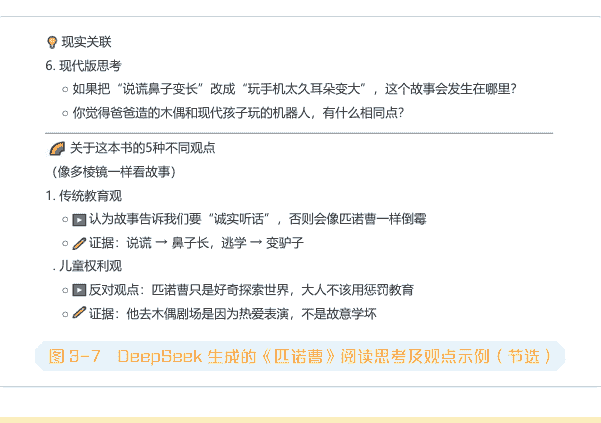 现实关联
6. 现代版思考
○ 如果把“说谎鼻子变长”改成“玩手机太久耳朵变大”，这个故事会发生在哪里？
○ 你觉得爸爸造的木偶和现代孩子玩的机器人，有什么相同点？
关于这本书的5种不同观点
（像多棱镜一样看故事）
1. 传统教育观
○ 认为故事告诉我们要“诚实听话”，否则会像匹诺曹一样倒霉
○ 证据：说谎 → 鼻子长，逃学 → 变驴子
. 儿童权利观
○ 反对观点：匹诺曹只是好奇探索世界，大人不该用惩罚教育
○ 证据：他去木偶剧场是因为热爱表演，不是故意学坏
图 3-7 DeepSeek 生成的《匹诺曹》阅读思考及观点示例（节选）